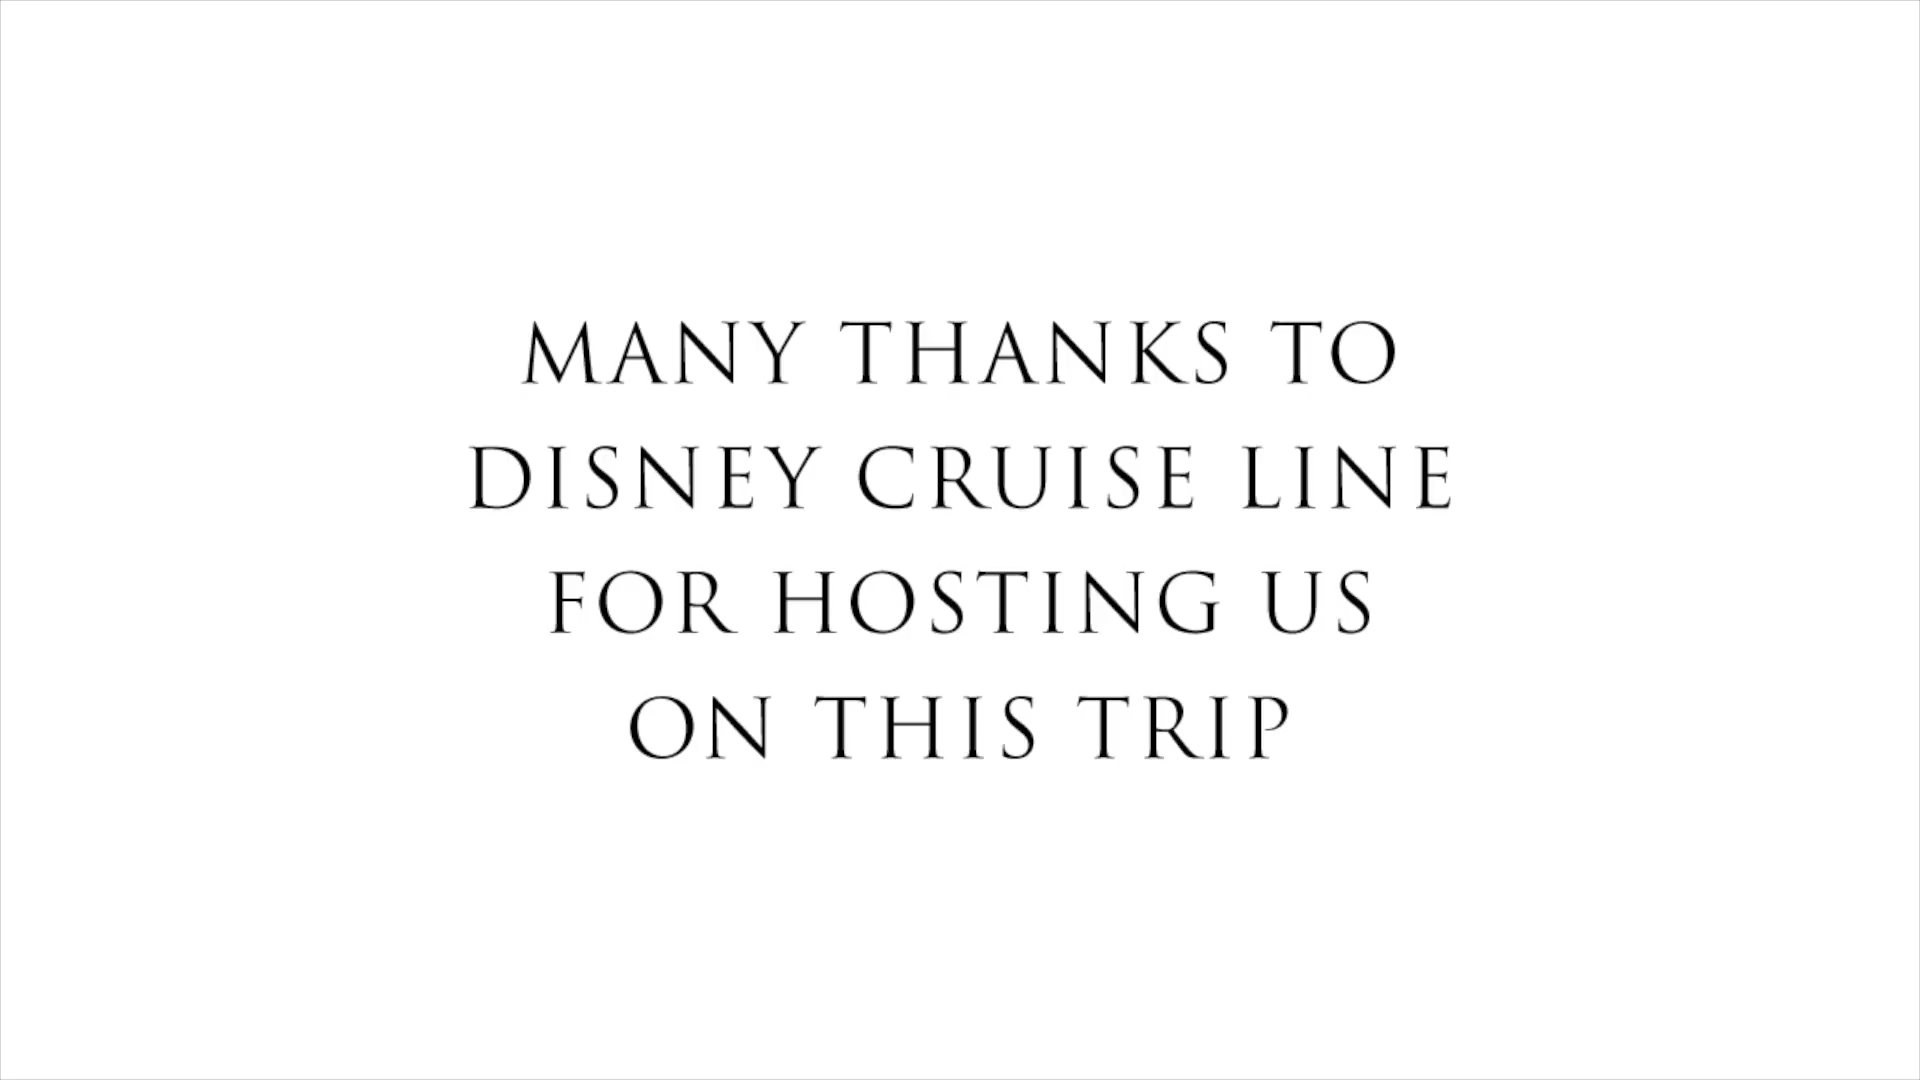 MANY THANKS TO
DISNEY CRUISE LINE
FOR HOSTING US
ON THIS TRIP